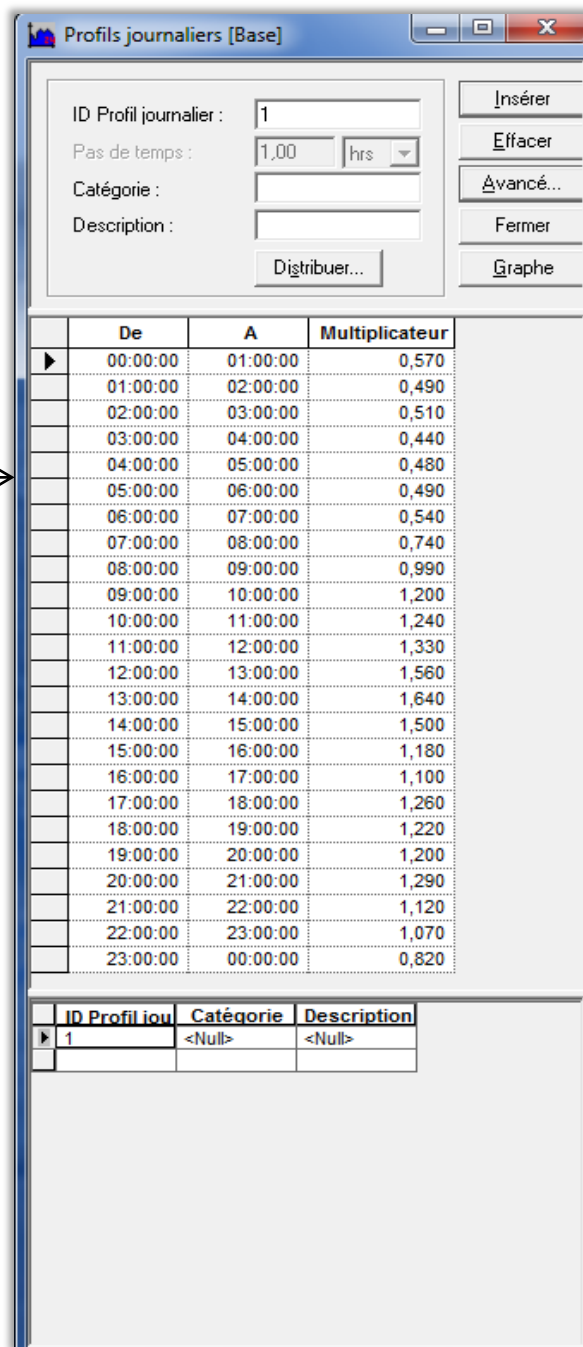 Profils journaliers [Base]
ID Profil journalier : 1 Insérer
Pas de temps : 1,00 hrs Effacer
Catégorie : Avancé...
Description : Fermer
Distribuer... Graphe
De A Multiplicateur
00:00:00 01:00:00 0,570
01:00:00 02:00:00 0,490
02:00:00 03:00:00 0,510
03:00:00 04:00:00 0,440
04:00:00 05:00:00 0,480
05:00:00 06:00:00 0,490
06:00:00 07:00:00 0,540
07:00:00 08:00:00 0,740
08:00:00 09:00:00 0,990
09:00:00 10:00:00 1,200
10:00:00 11:00:00 1,240
11:00:00 12:00:00 1,330
12:00:00 13:00:00 1,560
13:00:00 14:00:00 1,640
14:00:00 15:00:00 1,500
15:00:00 16:00:00 1,180
16:00:00 17:00:00 1,100
17:00:00 18:00:00 1,260
18:00:00 19:00:00 1,220
19:00:00 20:00:00 1,200
20:00:00 21:00:00 1,290
21:00:00 22:00:00 1,120
22:00:00 23:00:00 1,070
23:00:00 00:00:00 0,820
ID Profil jou Catégorie Description
1 <Null> <Null>